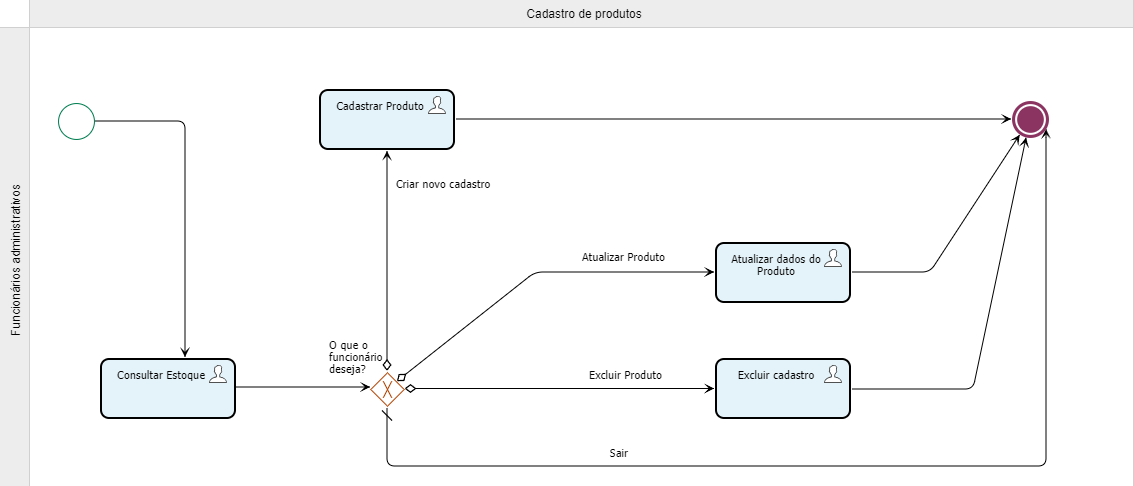 Cadastro de produtos
Funcionários administrativos
Cadastrar Produto
Criar novo cadastro
Atualizar Produto
Atualizar dados do
Produto
O que o
funcionário
deseja?
Consultar Estoque
Excluir Produto
Excluir cadastro
Sair